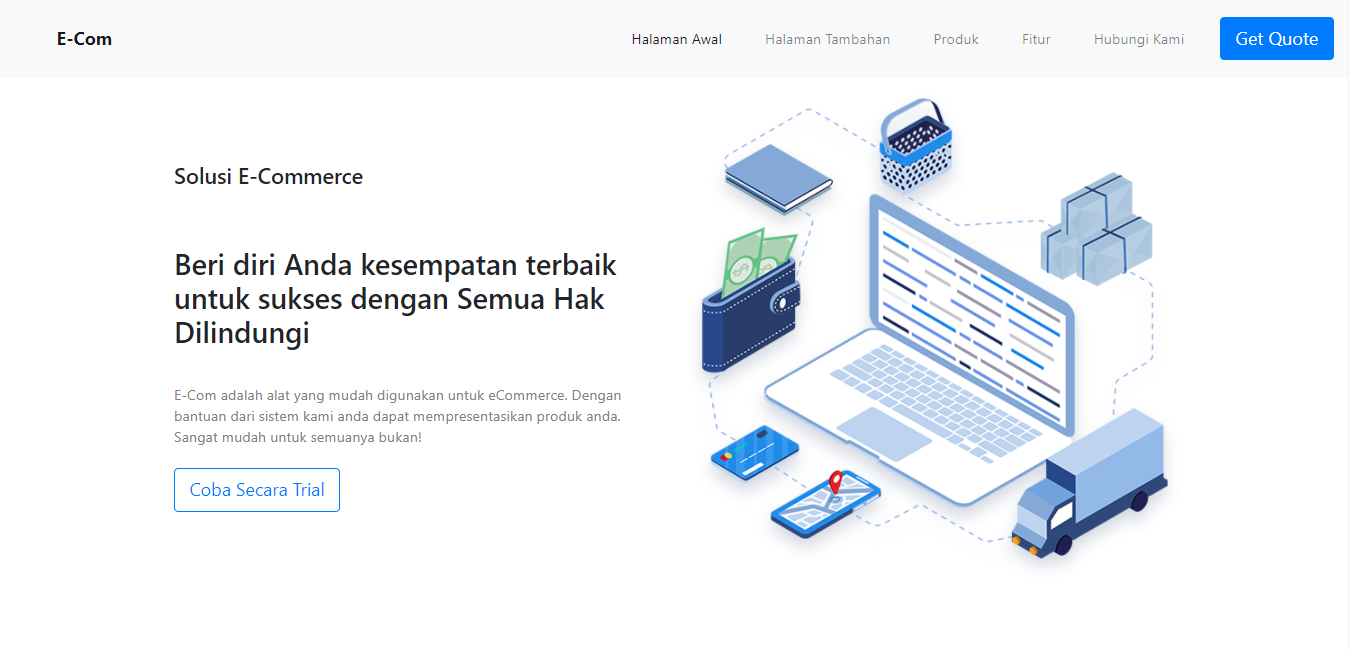 E-Com
Halaman Awal
Halaman Tambahan
Produk
Fitur
Hubungi Kami
Get Quote
Solusi E-Commerce
Beri diri Anda kesempatan terbaik
untuk sukses dengan Semua Hak
Dilindungi
E-Com adalah alat yang mudah digunakan untuk eCommerce. Dengan
bantuan dari sistem kami anda dapat mempresentasikan produk anda.
Sangat mudah untuk semuanya bukan!
Coba Secara Trial